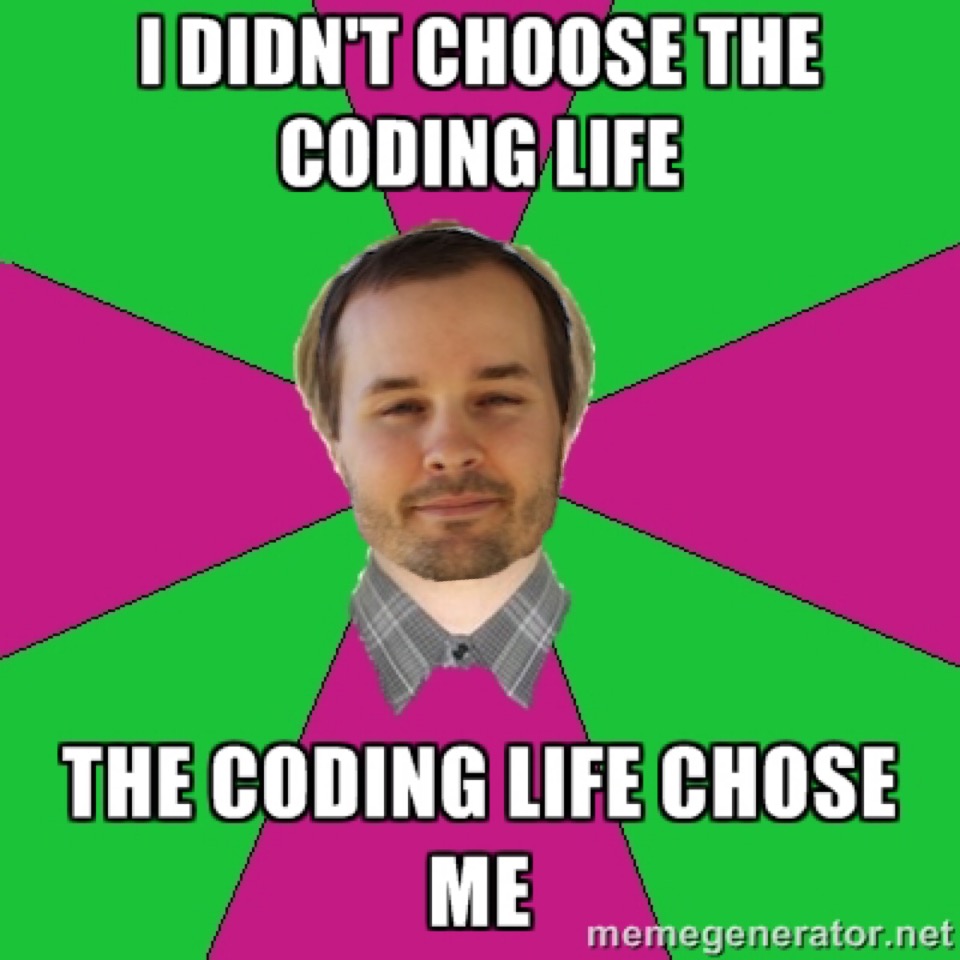 I DIDN'T CHOOSE THE
CODING LIFE
THE CODING LIFE CHOSE
ME
memegenerator.net